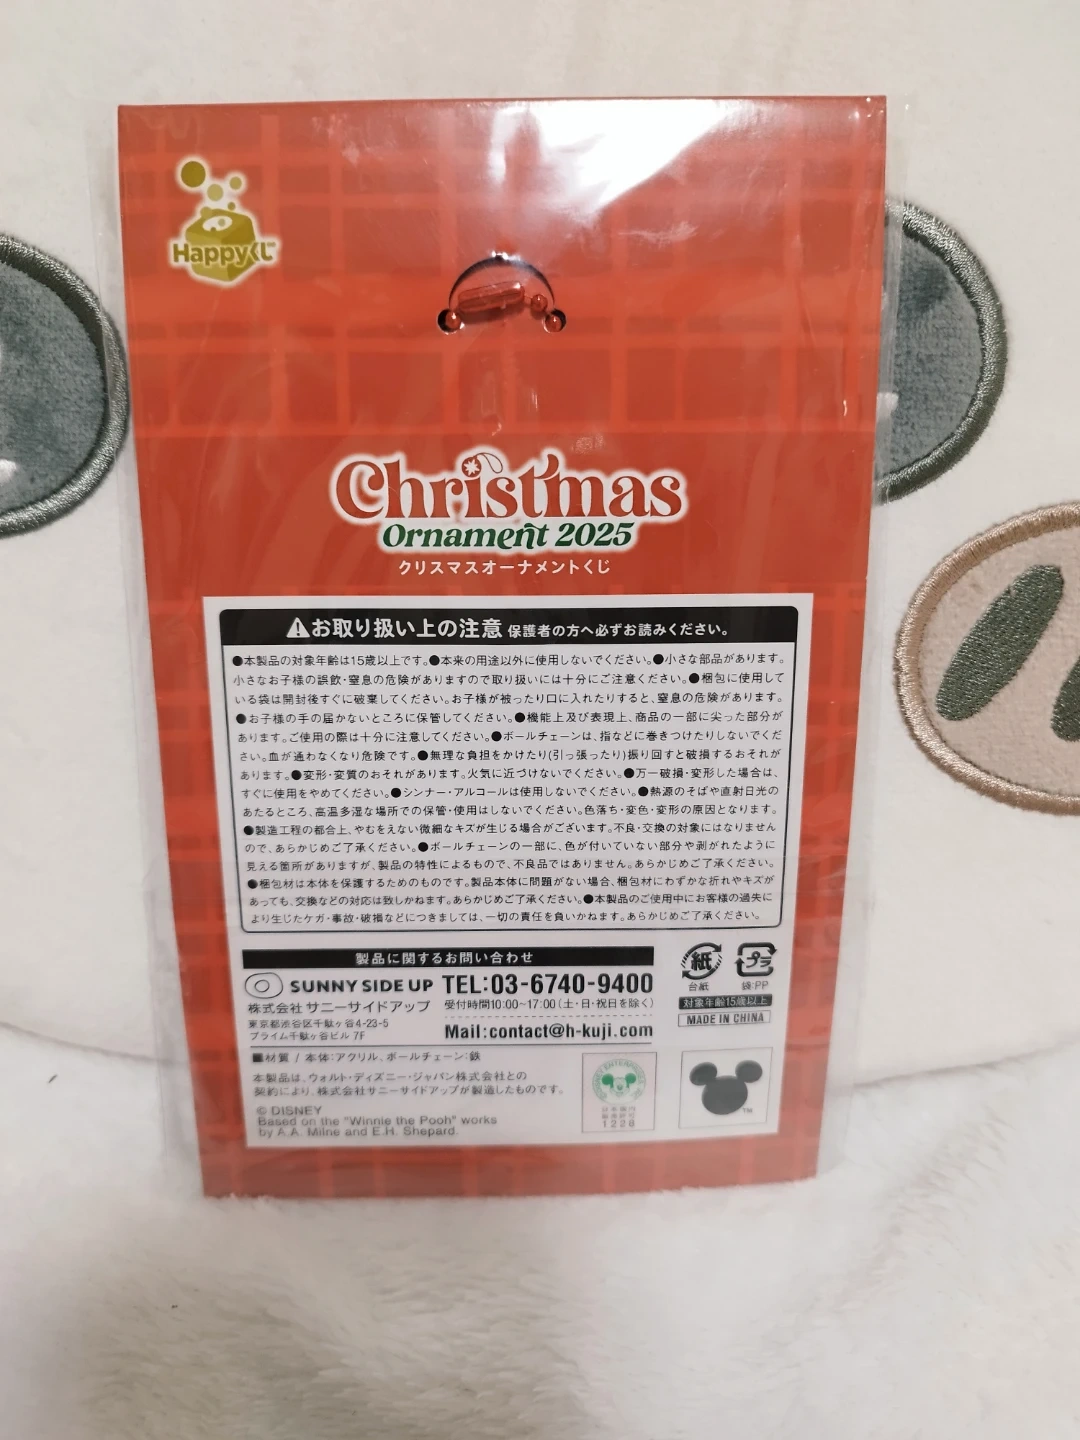 Happyくじ™
Christmas
Ornament 2025
クリスマスオーナメントくじ
お取り扱い上の注意 保護者の方へ必ずお読みください。
●本製品の対象年齢は15歳以上です。●本来の用途以外に使用しないでください。●小さな部品があります。
小さなお子様の誤飲・窒息の危険がありますので取り扱いには十分にご注意ください。●梱包に使用して
いる袋は開封後すぐに破棄してください。お子様が被ったり口に入れたりすると、窒息の危険があります。
●お子様の手の届かないところに保管してください。●機能上及び表現上、商品の一部に尖った部分が
あります。ご使用の際は十分に注意してください。●ボールチェーンは、指などに巻きつけたりしないでくだ
さい。血が通わなくなり危険です。●無理な負担をかけたり(引っ張ったり)振り回すと破損するおそれが
あります。●変形・変質のおそれがあります。火気に近づけないでください。●万一破損・変形した場合は、
すぐに使用をやめてください。●シンナー・アルコールは使用しないでください。●熱源のそばや直射日光の
あたるところ、高温多湿な場所での保管・使用はしないでください。色落ち・変色・変形の原因となります。
●製造工程の都合上、やむをえない微細なキズが生じる場合がございます。不良・交換の対象にはなりません
ので、あらかじめご了承ください。●ボールチェーンの一部に、色が付いていない部分や剥がれたように
見える箇所がありますが、製品の特性によるもので、不良品ではありません。あらかじめご了承ください。
●梱包材は本体を保護するためのものです。製品本体に問題がない場合、梱包材にわずかな折れやキズが
あっても、交換などの対応は致しかねます。あらかじめご了承ください。●本製品のご使用中にお客様の過失に
より生じたケガ・事故・破損などにつきましては、一切の責任を負いかねます。あらかじめご了承ください。
製品に関するお問い合わせ
SUNNY SIDE UP
株式会社 サニーサイドアップ
東京都渋谷区千駄ヶ谷4-23-5
プライム千駄ヶ谷ビル 7F
TEL:03-6740-9400
受付時間10:00~17:00(土・日・祝日を除く)
Mail:contact@h-kuji.com
紙
台紙
プラ
袋:PP
対象年齢15歳以上
MADE IN CHINA
■材質 / 本体:アクリル、ボールチェーン:鉄
本製品は、ウォルト・ディズニー・ジャパン株式会社との
契約により、株式会社サニーサイドアップが製造したものです。
© DISNEY
Based on the "Winnie the Pooh" works
by A.A. Milne and E.H. Shepard.
日本国内
1228
TM